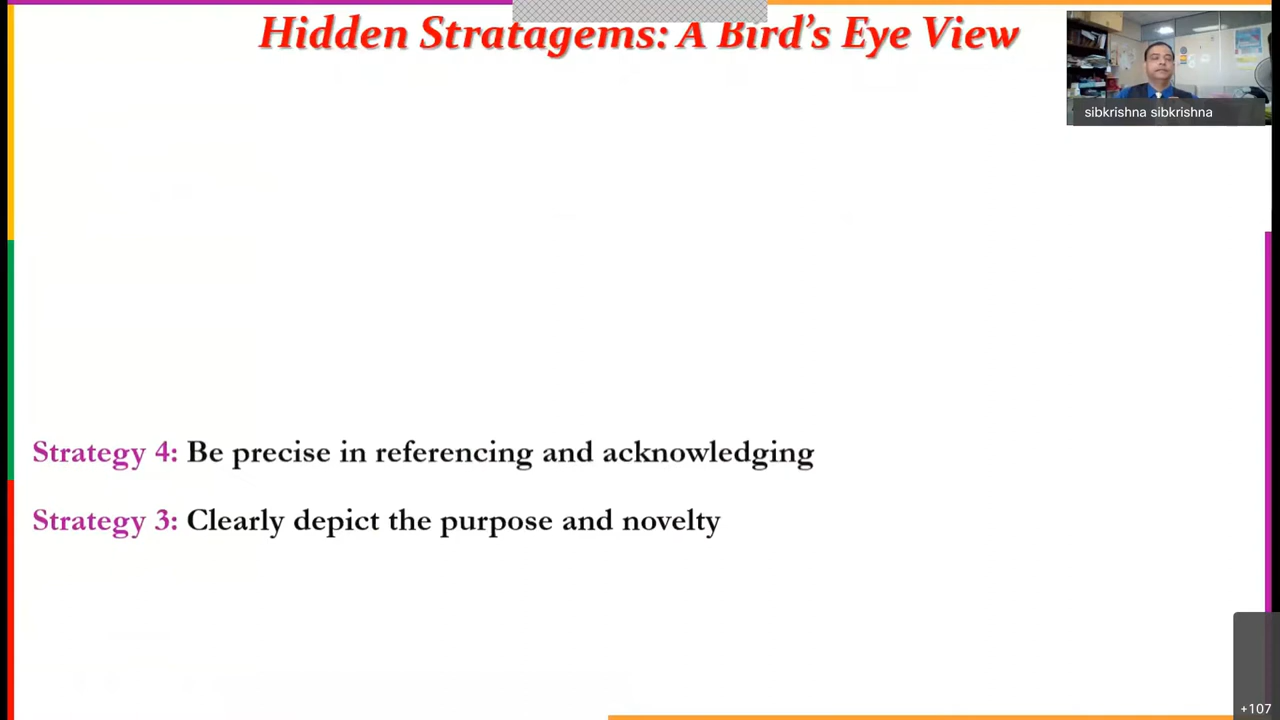 Hidden Stratagems: A Bird's Eye View
sibkrishna sibkrishna
Strategy 4: Be precise in referencing and acknowledging
Strategy 3: Clearly depict the purpose and novelty
+107